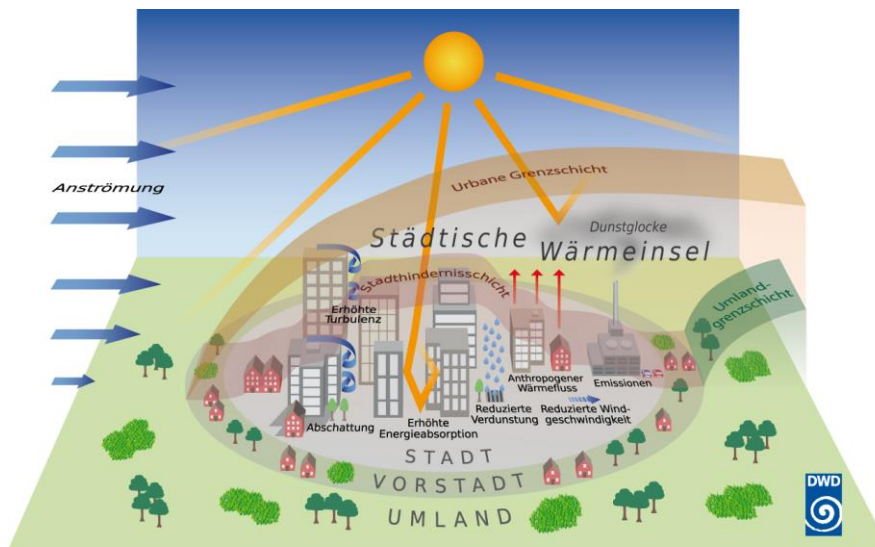 Anströmung
Urbane Grenzschicht
Dunstglocke
Städtische
Wärmeinsel
Stadthindernisschicht
Umland-
grenzschicht
Erhöhte
Turbulenz
Anthropogener
Wärmefluss
Emissionen
Abschattung
Erhöhte
Energieabsorption
Reduzierte
Verdunstung
Reduzierte Wind-
geschwindigkeit
STADT
VORSTADT
UMLAND
DWD